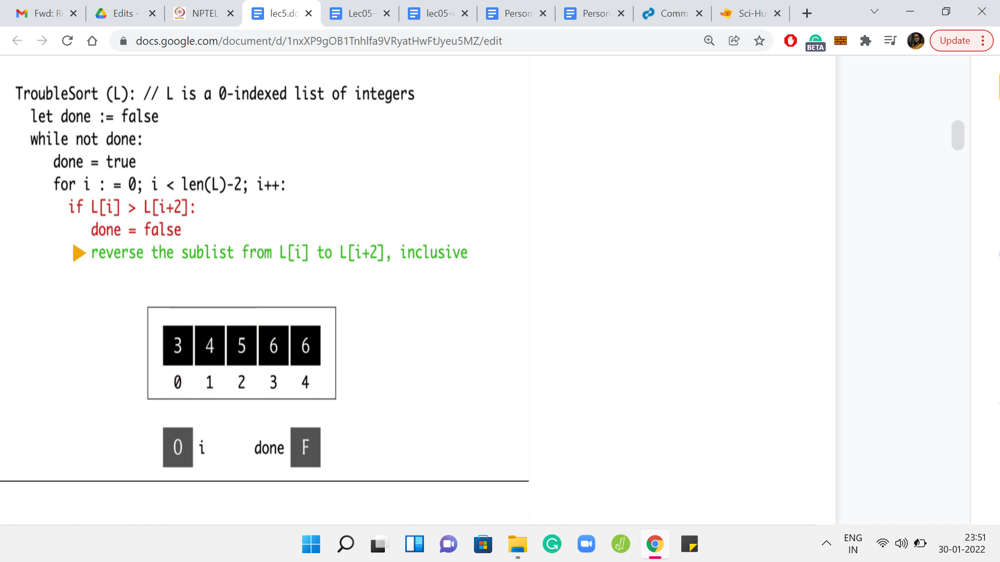 Fwd: Re
Edits -
NPTEL
lec5.dc
Lec05-
lec05-v
Person
Person
Comm
Sci-Hu
docs.google.com/document/d/1nxXP9gOB1Tnhlfa9VRyatHwFtJyeu5MZ/edit
BETA
Update
TroubleSort (L): // L is a 0-indexed list of integers
let done := false
while not done:
done = true
for i : = 0; i < len(L)-2; i++:
if L[i] > L[i+2]:
done = false
reverse the sublist from L[i] to L[i+2], inclusive
3 4 5 6 6
0 1 2 3 4
0 i done F
ENG
IN
23:51
30-01-2022